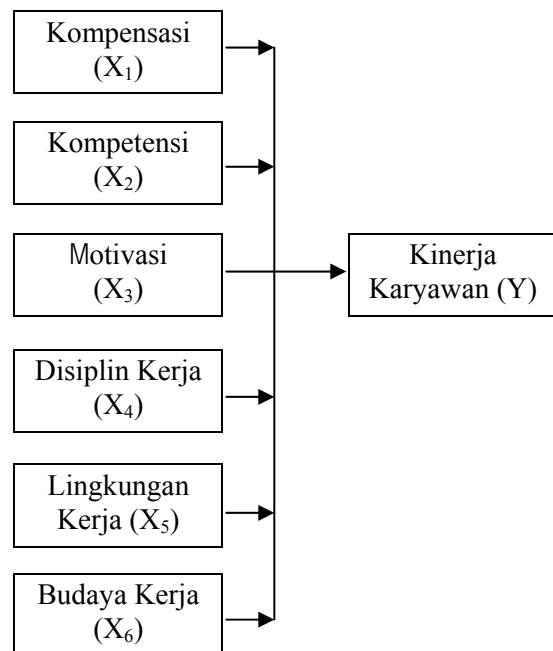 Kompensasi
(X₁)
Kompetensi
(X₂)
Motivasi
(X₃)
Kinerja
Karyawan (Y)
Disiplin Kerja
(X₄)
Lingkungan
Kerja (X₅)
Budaya Kerja
(X₆)